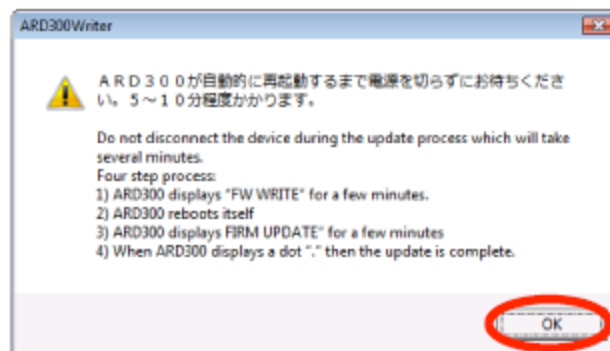 ARD300Writer
ＡＲＤ３００が自動的に再起動するまで電源を切らずにお待ちくださ
い。５～１０分程度かかります。
Do not disconnect the device during the update process which will take
several minutes.
Four step process:
1) ARD300 displays "FW WRITE" for a few minutes.
2) ARD300 reboots itself
3) ARD300 displays FIRM UPDATE" for a few minutes
4) When ARD300 displays a dot "." then the update is complete.
OK